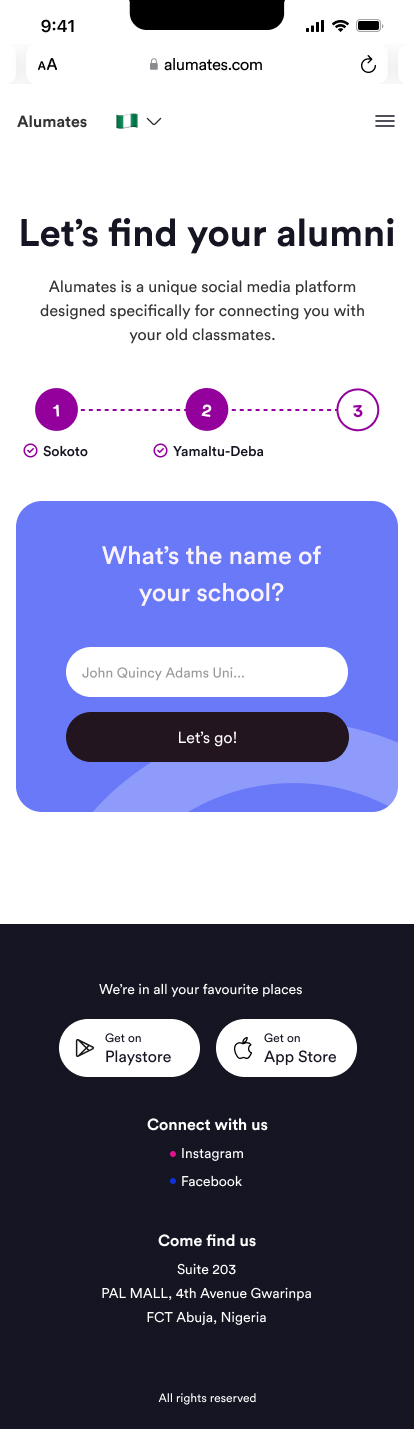 9:41
AA
alumates.com
Alumates
Let's find your alumni
Alumates is a unique social media platform
designed specifically for connecting you with
your old classmates.
1
2
3
Sokoto
Yamaltu-Deba
What's the name of
your school?
John Quincy Adams Uni...
Let's go!
We're in all your favourite places
Get on
Playstore
Get on
App Store
Connect with us
Instagram
Facebook
Come find us
Suite 203
PAL MALL, 4th Avenue Gwarinpa
FCT Abuja, Nigeria
All rights reserved